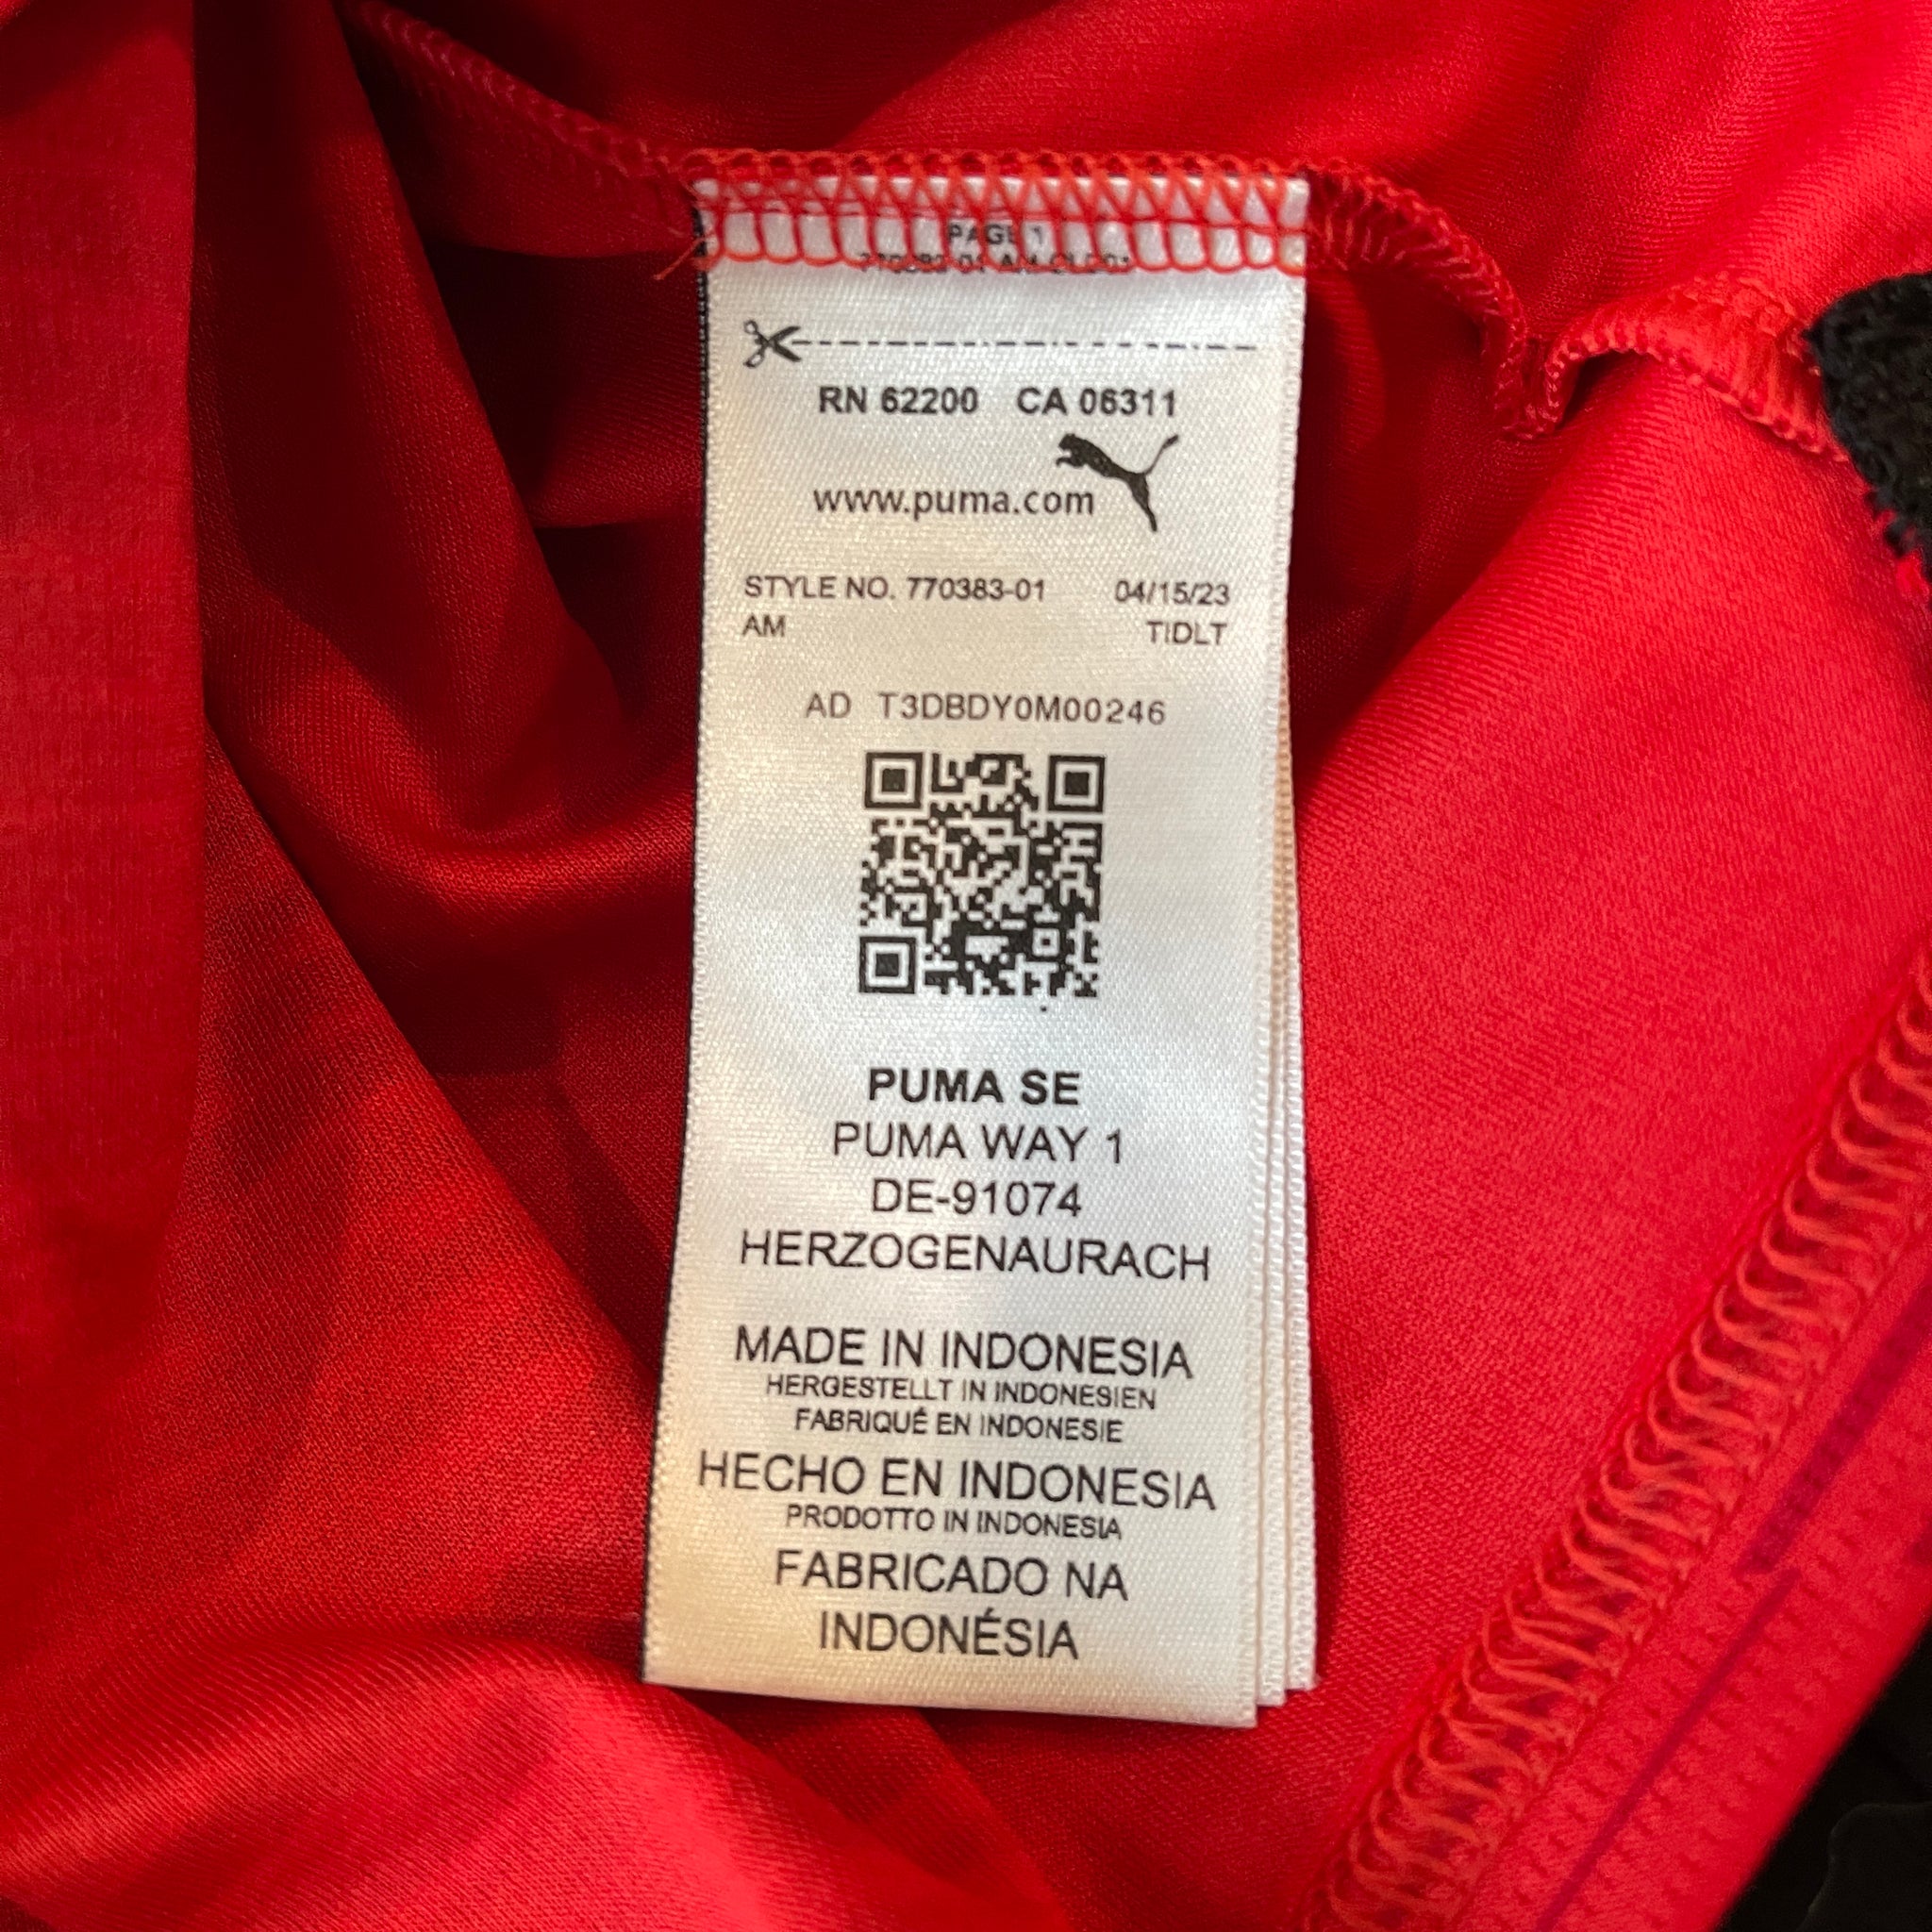 PAGE 1
RN 62200 CA 06311
www.puma.com
STYLE NO. 770383-01 04/15/23
AM TIDLT
AD T3DBDY0M00246
PUMA SE
PUMA WAY 1
DE-91074
HERZOGENAURACH
MADE IN INDONESIA
HERGESTELLT IN INDONESIEN
FABRIQUÉ EN INDONESIE
HECHO EN INDONESIA
PRODOTTO IN INDONESIA
FABRICADO NA
INDONÉSIA